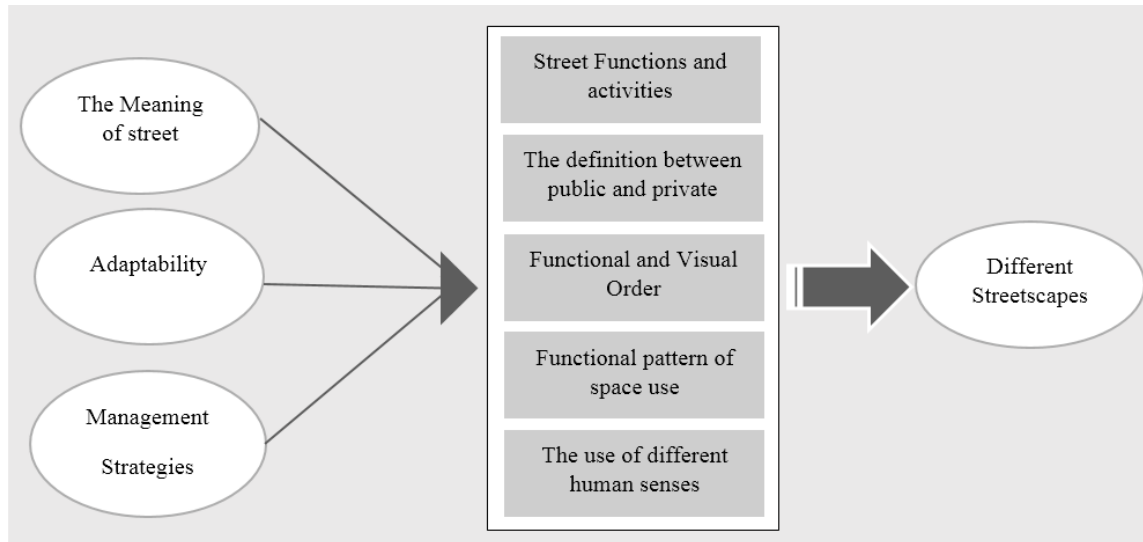 The Meaning
of street
Adaptability
Management
Strategies
Street Functions and
activities
The definition between
public and private
Functional and Visual
Order
Functional pattern of
space use
The use of different
human senses
Different
Streetscapes